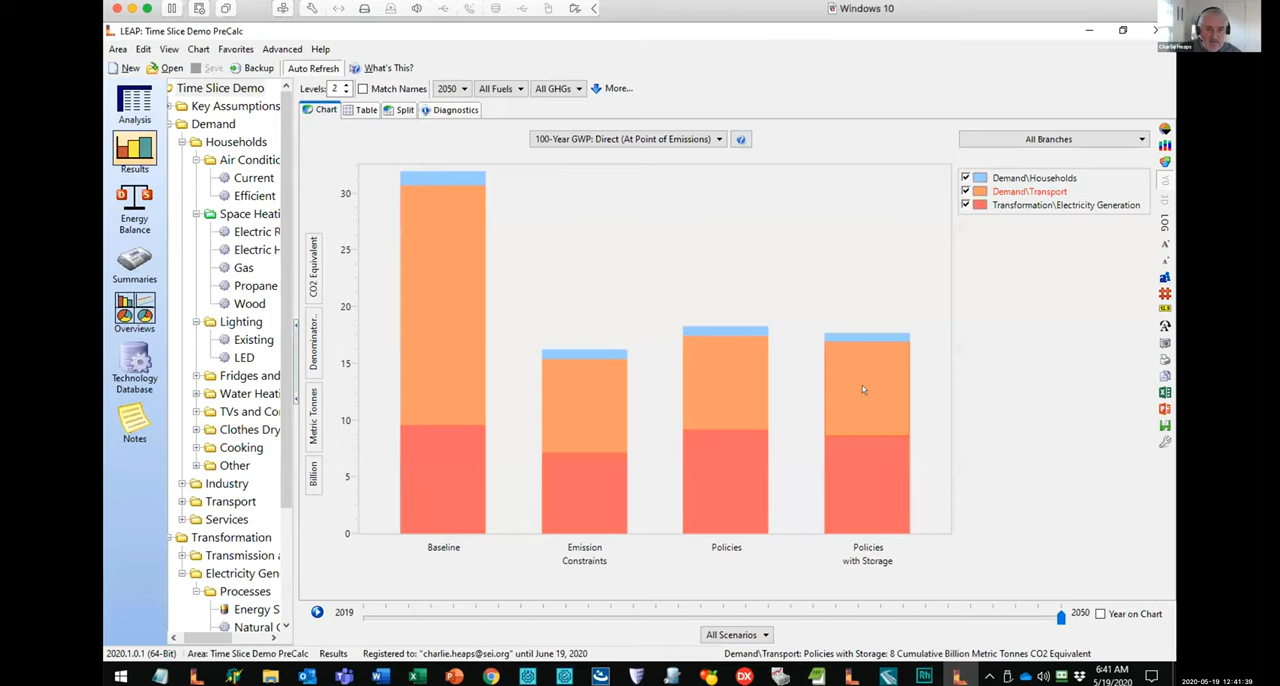 Windows 10
CharlieHeaps
LEAP: Time Slice Demo PreCalc
Area Edit View Chart Favorites Advanced Help
New Open Save Backup Auto Refresh What's This?
Analysis
Results
Energy
Balance
Summaries
Overviews
Technology
Database
Notes
Time Slice Demo
Key Assumptions
Demand
Households
Air Conditic
Current
Efficient
Space Heati
Electric R
Electric H
Gas
Propane
Wood
Lighting
Existing
LED
Fridges and
Water Heati
TVs and Co
Clothes Dry
Cooking
Other
Industry
Transport
Services
Transformation
Transmission a
Electricity Gen
Processes
Energy S
Natural
Levels: 2 Match Names 2050 All Fuels All GHGs More...
Chart Table Split Diagnostics
100-Year GWP: Direct (At Point of Emissions)
All Branches
Demand\Households
Demand\Transport
Transformation\Electricity Generation
CO2 Equivalent
Denominator..
Metric Tonnes
Billion
30
25
20
15
10
5
0
Baseline
Emission
Constraints
Policies
Policies
with Storage
2019
2050 Year on Chart
All Scenarios
LOG
2020.1.0.1 (64-Bit) Area: Time Slice Demo PreCalc Results Registered to: "charlie.heaps@sei.org" until June 19, 2020 Demand\Transport: Policies with Storage: 8 Cumulative Billion Metric Tonnes CO2 Equivalent
6:41 AM
5/19/2020
2020-05-19 12:41:39